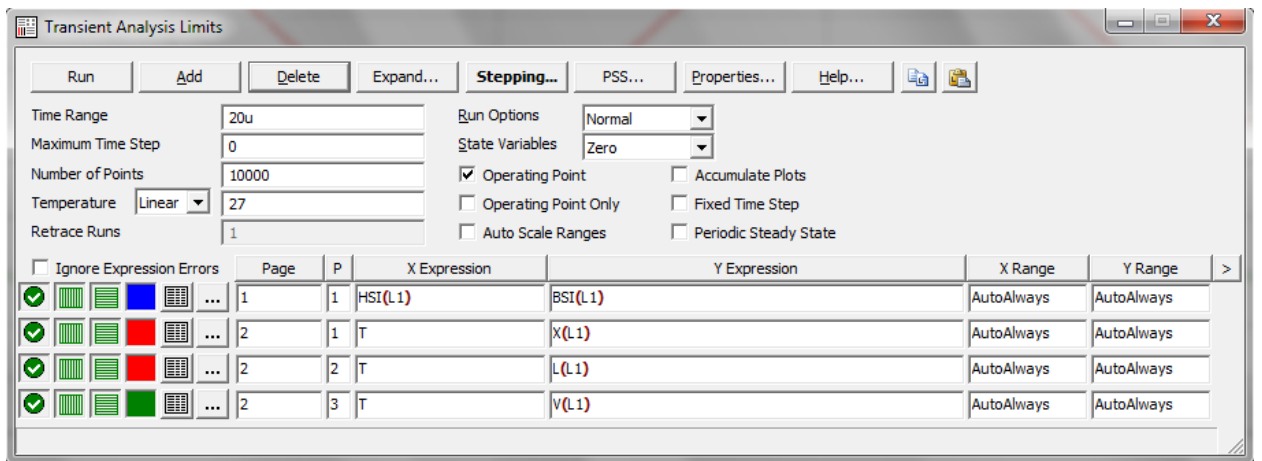 Transient Analysis Limits
Run Add Delete Expand... Stepping... PSS... Properties... Help...
Time Range 20u Run Options Normal
Maximum Time Step 0 State Variables Zero
Number of Points 10000 Operating Point Accumulate Plots
Temperature Linear 27 Operating Point Only Fixed Time Step
Retrace Runs 1 Auto Scale Ranges Periodic Steady State
Ignore Expression Errors Page P X Expression Y Expression X Range Y Range >
... 1 1 HSI(L1) BSI(L1) AutoAlways AutoAlways
... 2 1 T X(L1) AutoAlways AutoAlways
... 2 2 T L(L1) AutoAlways AutoAlways
... 2 3 T V(L1) AutoAlways AutoAlways